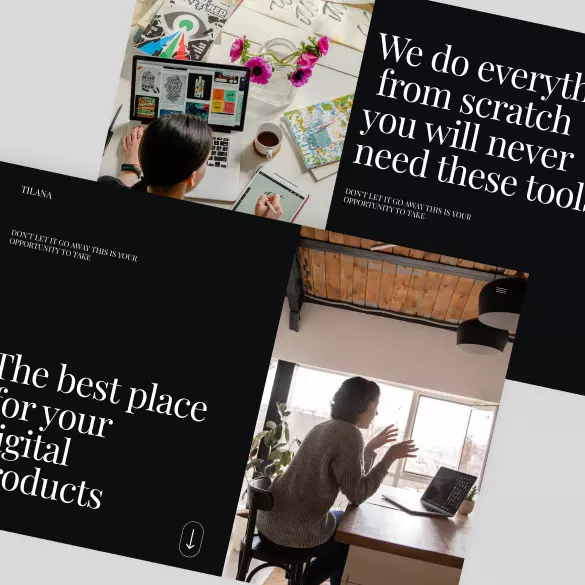 We do everyth
from scratch
you will never
need these tool
DON'T LET IT GO AWAY THIS IS YOUR
OPPORTUNITY TO TAKE
TILANA
DON'T LET IT GO AWAY THIS IS YOUR
OPPORTUNITY TO TAKE
The best place
for your
igital
roducts